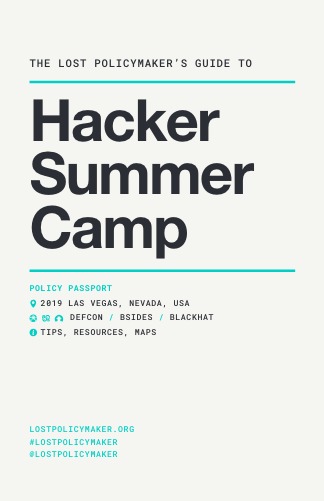 THE LOST POLICYMAKER'S GUIDE TO
Hacker
Summer
Camp
POLICY PASSPORT
2019 LAS VEGAS, NEVADA, USA
DEFCON / BSIDES / BLACKHAT
TIPS, RESOURCES, MAPS
LOSTPOLICYMAKER.ORG
#LOSTPOLICYMAKER
@LOSTPOLICYMAKER